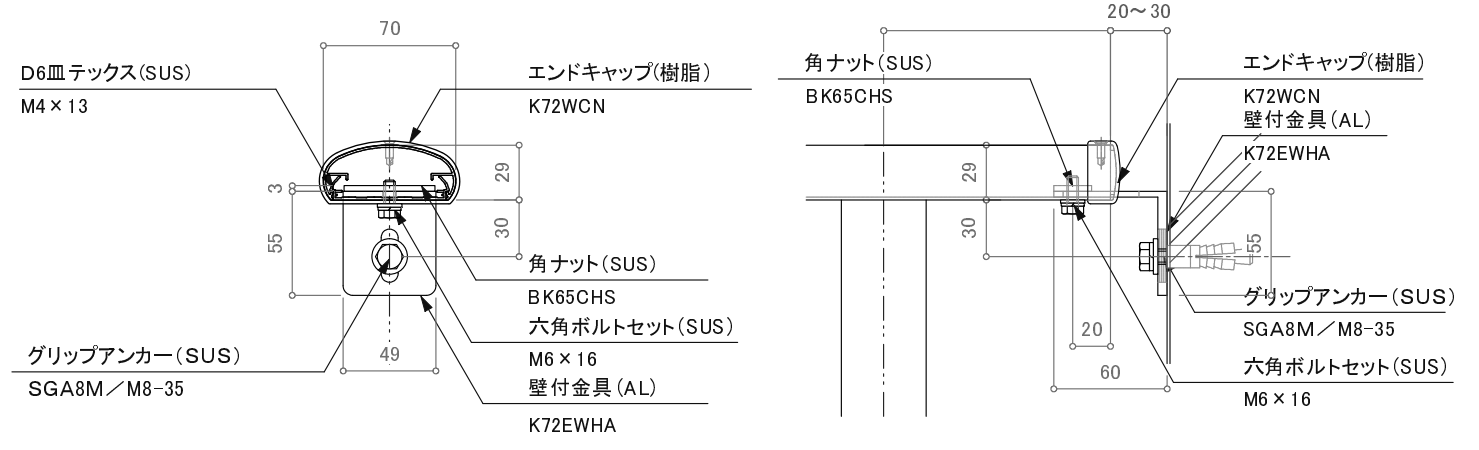 70
D6皿テックス(SUS)
M4×13
エンドキャップ(樹脂)
K72WCN
3
55
29
30
角ナット(SUS)
BK65CHS
六角ボルトセット(SUS)
M6×16
グリップアンカー(SUS)
SGA8M/M8-35
49
壁付金具(AL)
K72EWHA
20～30
角ナット(SUS)
BK65CHS
エンドキャップ(樹脂)
K72WCN
壁付金具(AL)
K72EWHA
29
30
55
グリップアンカー(SUS)
SGA8M/M8-35
20
60
六角ボルトセット(SUS)
M6×16